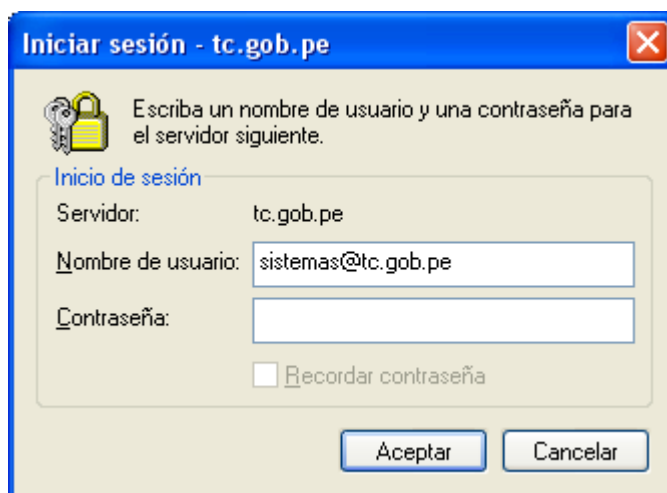 Iniciar sesión - tc.gob.pe
Escriba un nombre de usuario y una contraseña para
el servidor siguiente.
Inicio de sesión
Servidor: tc.gob.pe
Nombre de usuario: sistemas@tc.gob.pe
Contraseña:
Recordar contraseña
Aceptar Cancelar